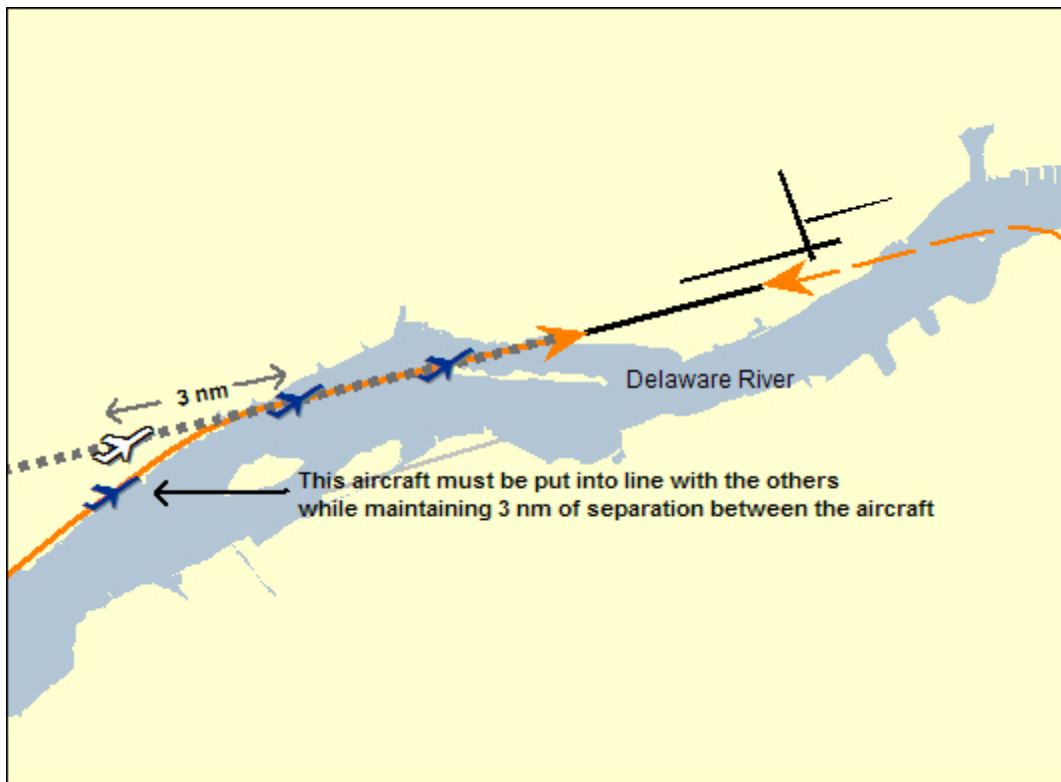 3 nm
Delaware River
This aircraft must be put into line with the others
while maintaining 3 nm of separation between the aircraft